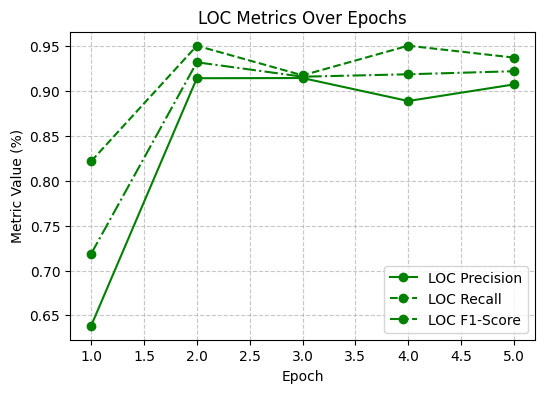 LOC Metrics Over Epochs
Metric Value (%)
0.95
0.90
0.85
0.80
0.75
0.70
0.65
LOC Precision
LOC Recall
LOC F1-Score
1.0 1.5 2.0 2.5 3.0 3.5 4.0 4.5 5.0
Epoch